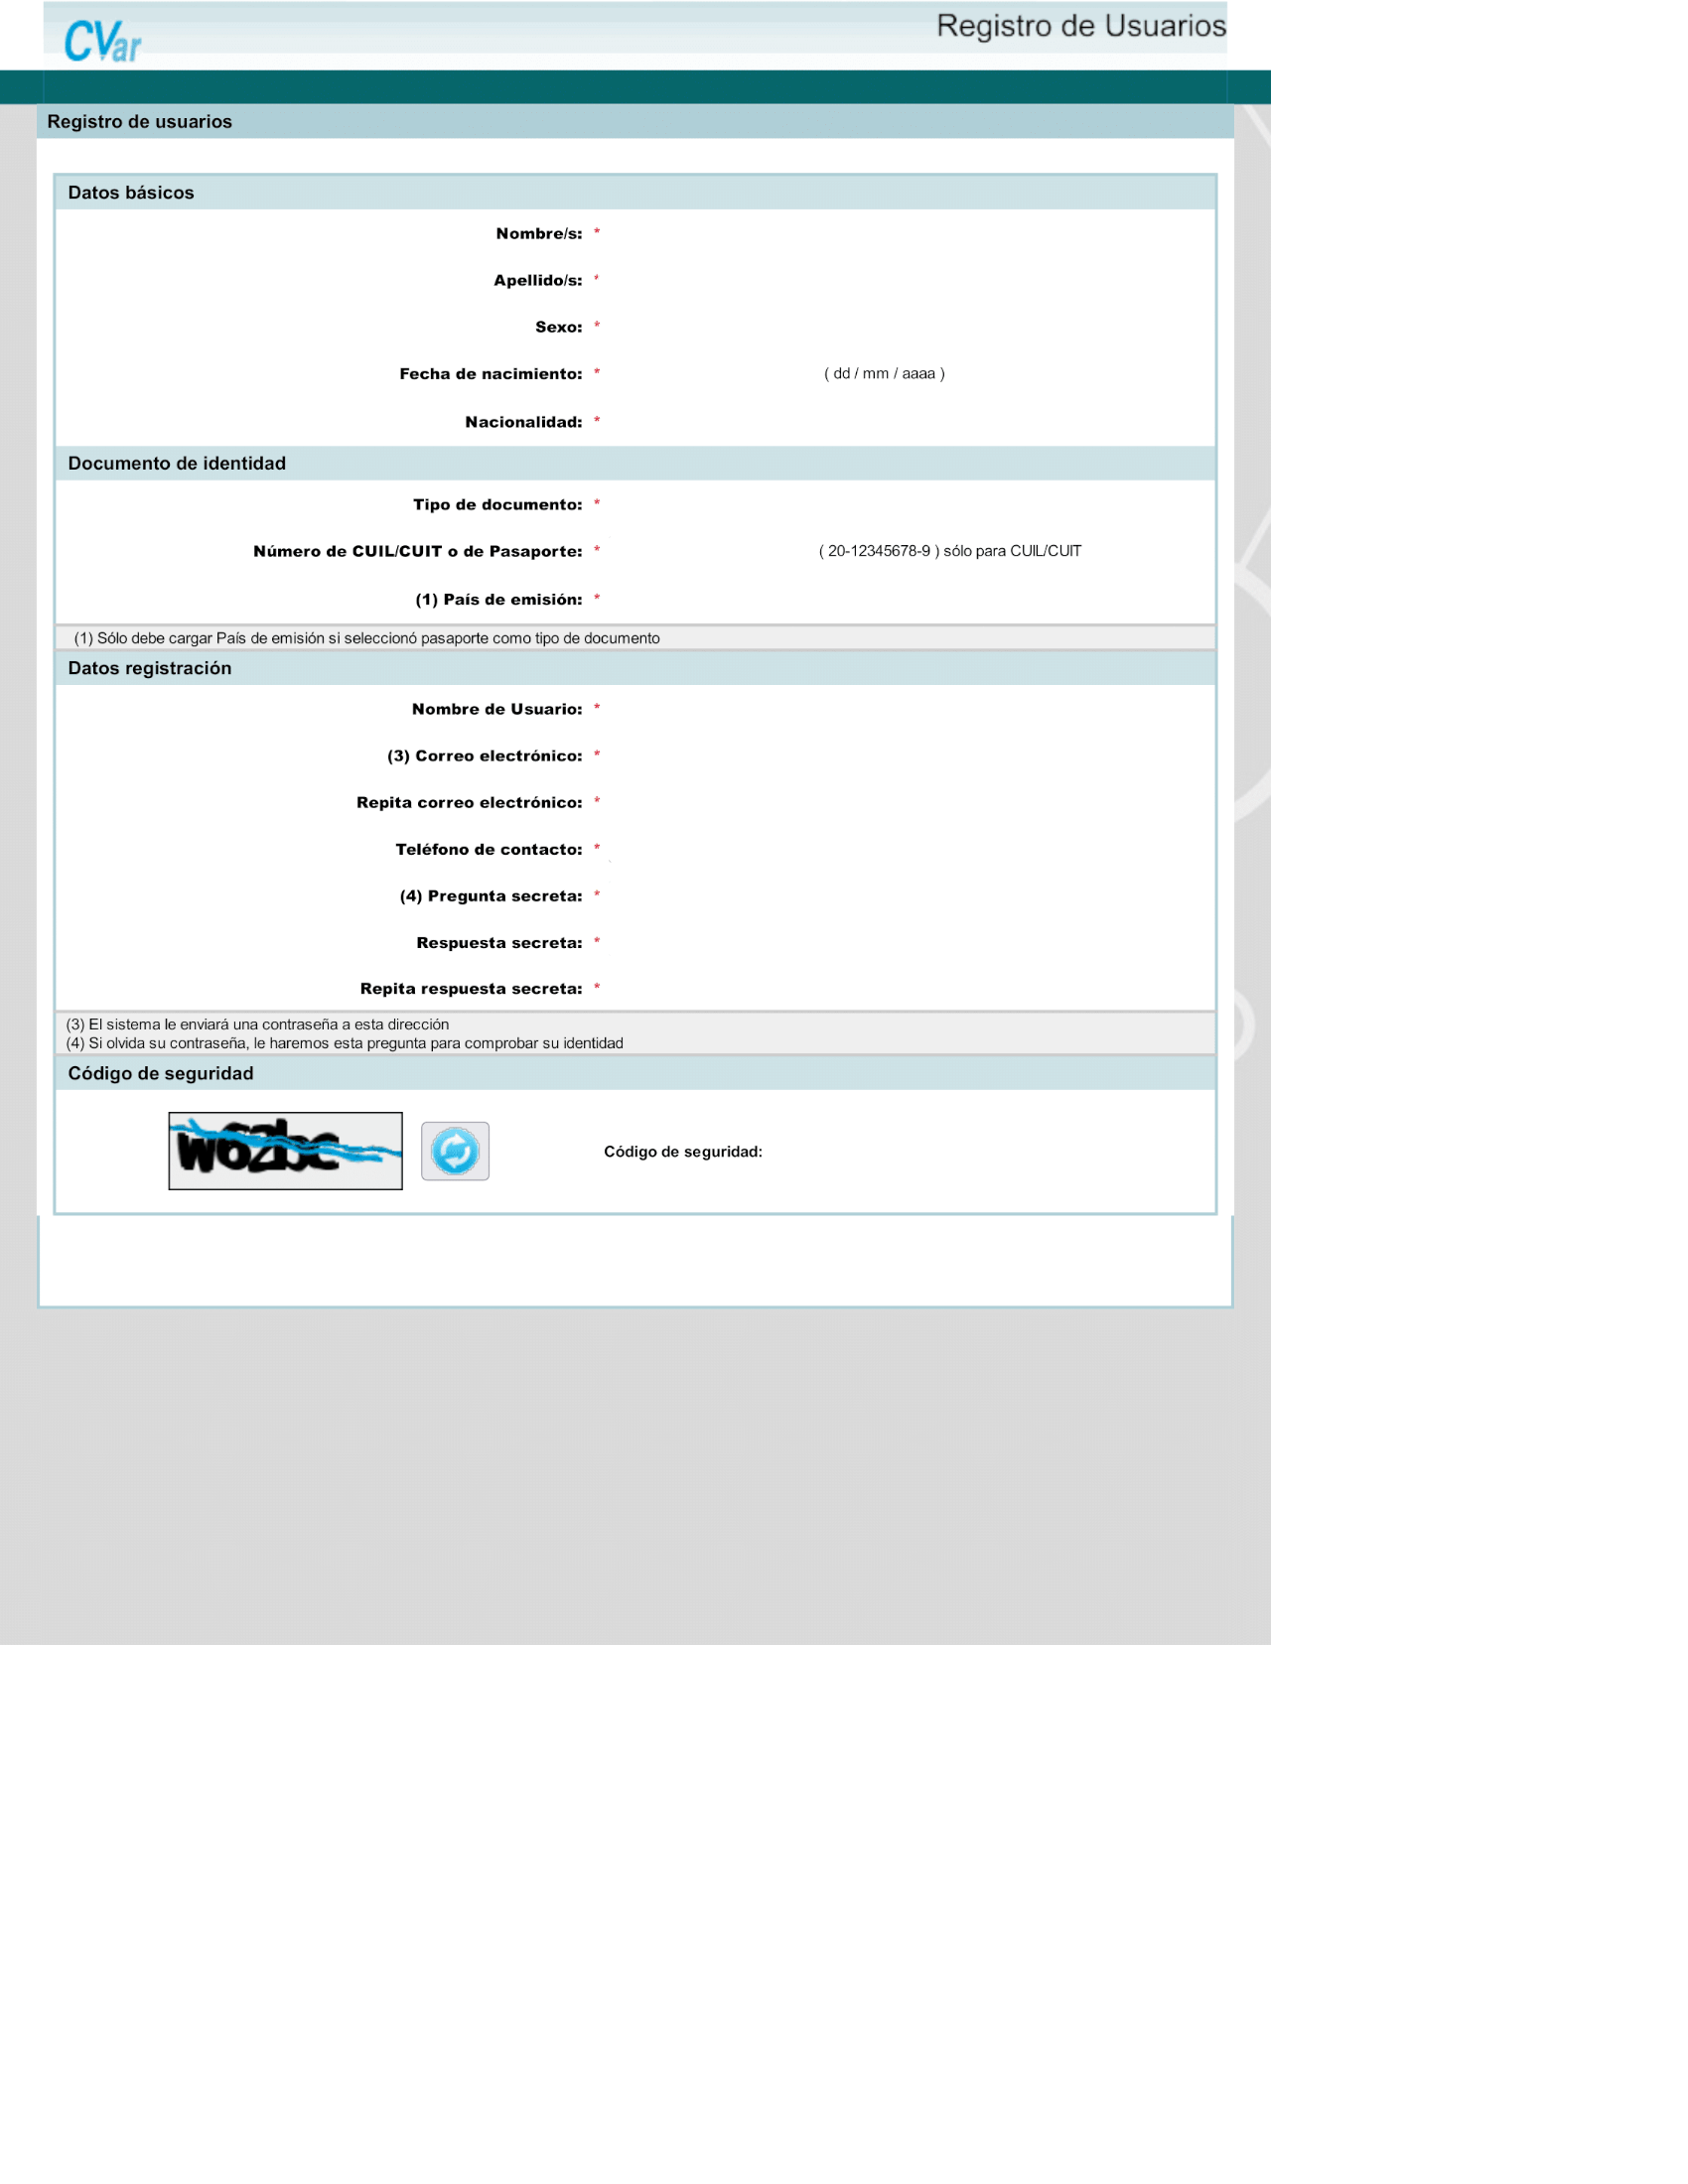 CVar
Registro de Usuarios
Registro de usuarios
Datos básicos
Nombre/s: *
Apellido/s: *
Sexo: *
Fecha de nacimiento: * ( dd / mm / aaaa )
Nacionalidad: *
Documento de identidad
Tipo de documento: *
Número de CUIL/CUIT o de Pasaporte: * ( 20-12345678-9 ) sólo para CUIL/CUIT
(1) País de emisión: *
(1) Sólo debe cargar País de emisión si seleccionó pasaporte como tipo de documento
Datos registración
Nombre de Usuario: *
(3) Correo electrónico: *
Repita correo electrónico: *
Teléfono de contacto: *
(4) Pregunta secreta: *
Respuesta secreta: *
Repita respuesta secreta: *
(3) El sistema le enviará una contraseña a esta dirección
(4) Si olvida su contraseña, le haremos esta pregunta para comprobar su identidad
Código de seguridad
Código de seguridad: